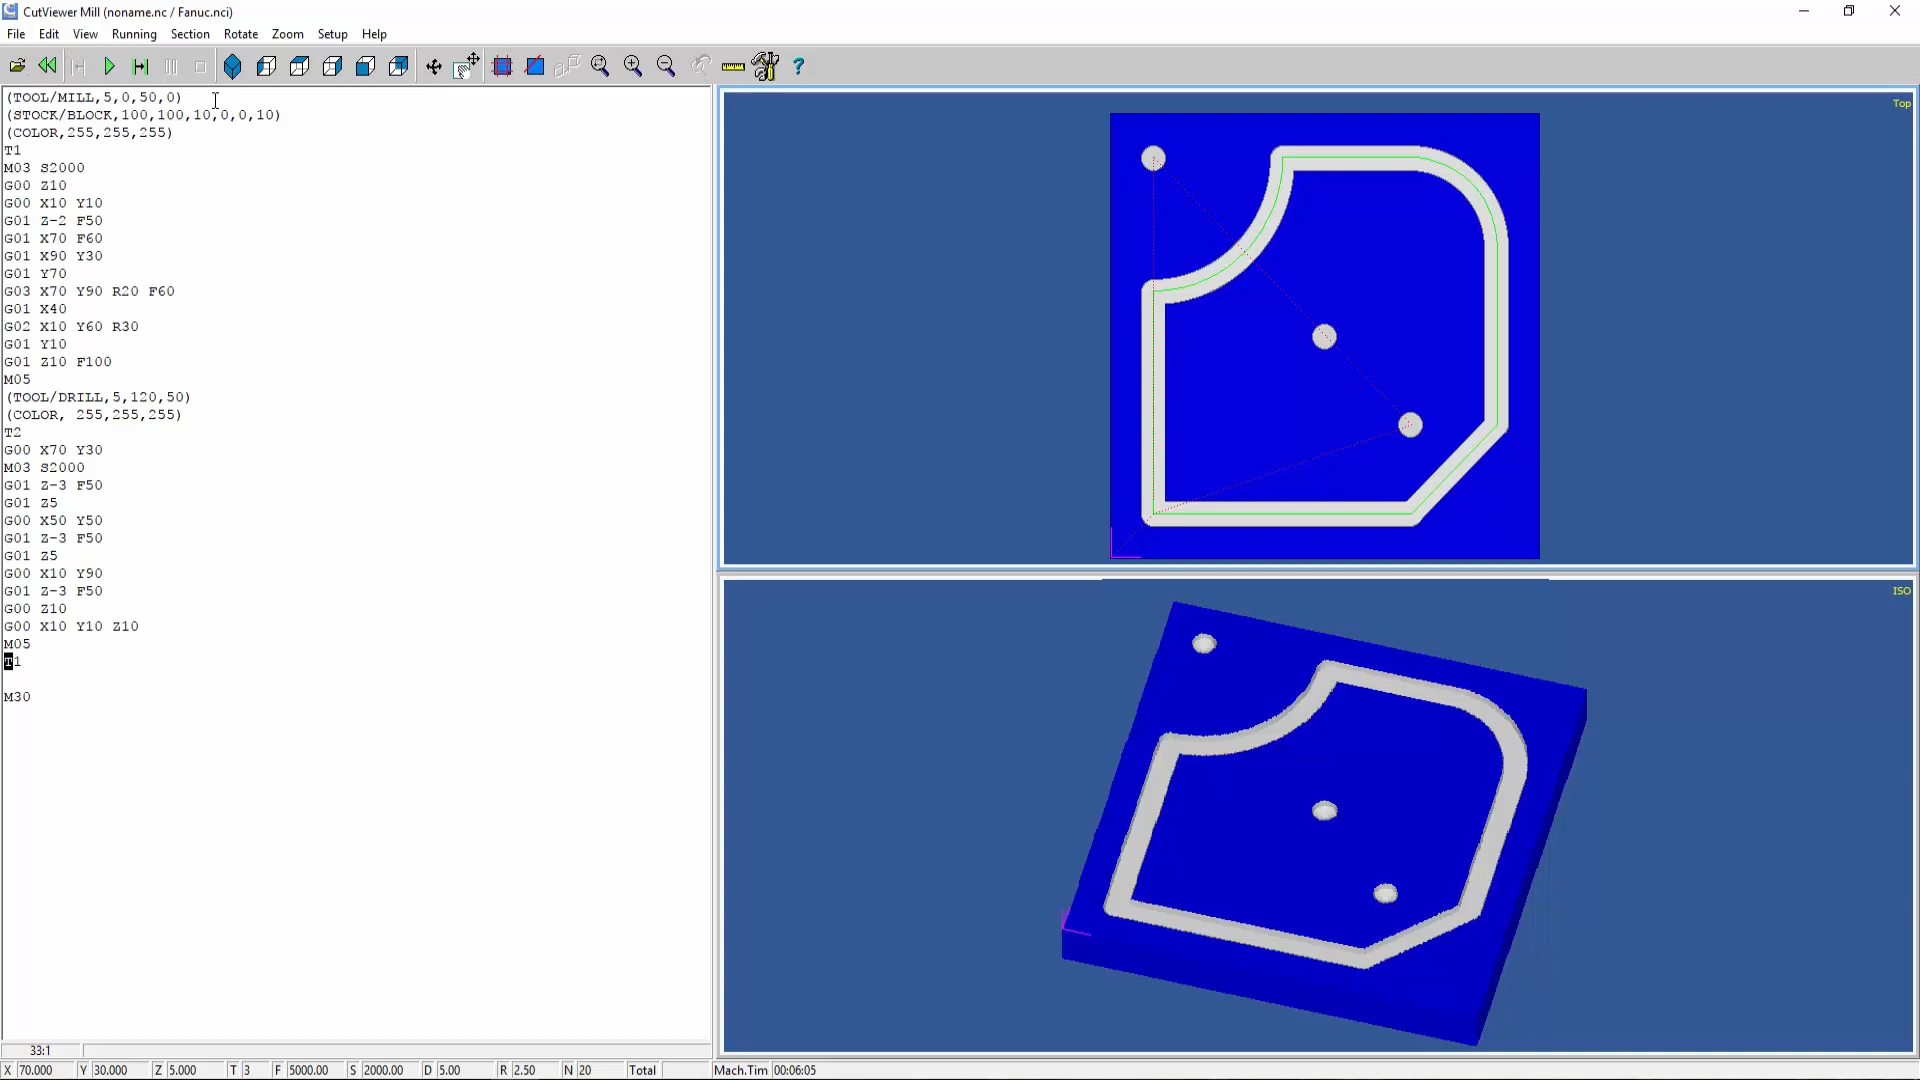 CutViewer Mill (noname.nc / Fanuc.nci)
File Edit View Running Section Rotate Zoom Setup Help
(TOOL/MILL,5,0,50,0)
(STOCK/BLOCK,100,100,10,0,0,10)
(COLOR,255,255,255)
T1
M03 S2000
G00 Z10
G00 X10 Y10
G01 Z-2 F50
G01 X70 F60
G01 X90 Y30
G01 Y70
G03 X70 Y90 R20 F60
G01 X40
G02 X10 Y60 R30
G01 Y10
G01 Z10 F100
M05
(TOOL/DRILL,5,120,50)
(COLOR, 255,255,255)
T2
G00 X70 Y30
M03 S2000
G01 Z-3 F50
G01 Z5
G00 X50 Y50
G01 Z-3 F50
G01 Z5
G00 X10 Y90
G01 Z-3 F50
G00 Z10
G00 X10 Y10 Z10
M05
T1
M30
Top
ISO
33:1
X 70.000 Y 30.000 Z 5.000 T 3 F 5000.00 S 2000.00 D 5.00 R 2.50 N 20 Total Mach.Tim 00:06:05